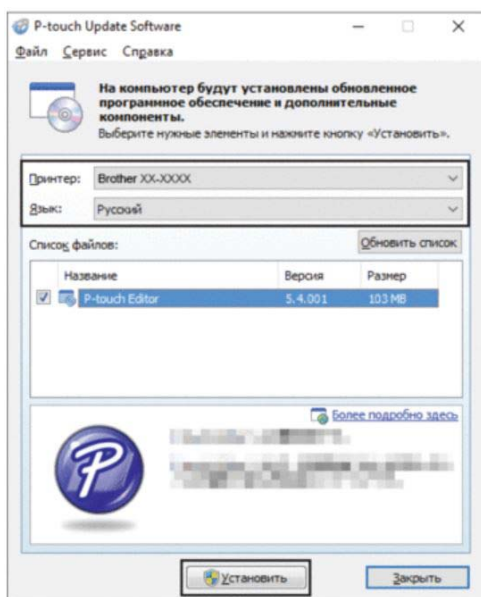 P-touch Update Software
Файл Сервис Справка
На компьютер будут установлены обновленное
программное обеспечение и дополнительные
компоненты.
Выберите нужные элементы и нажмите кнопку «Установить».
Принтер: Brother XX-XXXX
Язык: Русский
Список файлов: Обновить список
Название Версия Размер
P-touch Editor 5.4.001 103 MB
Более подробно здесь
P
Установить Закрыть